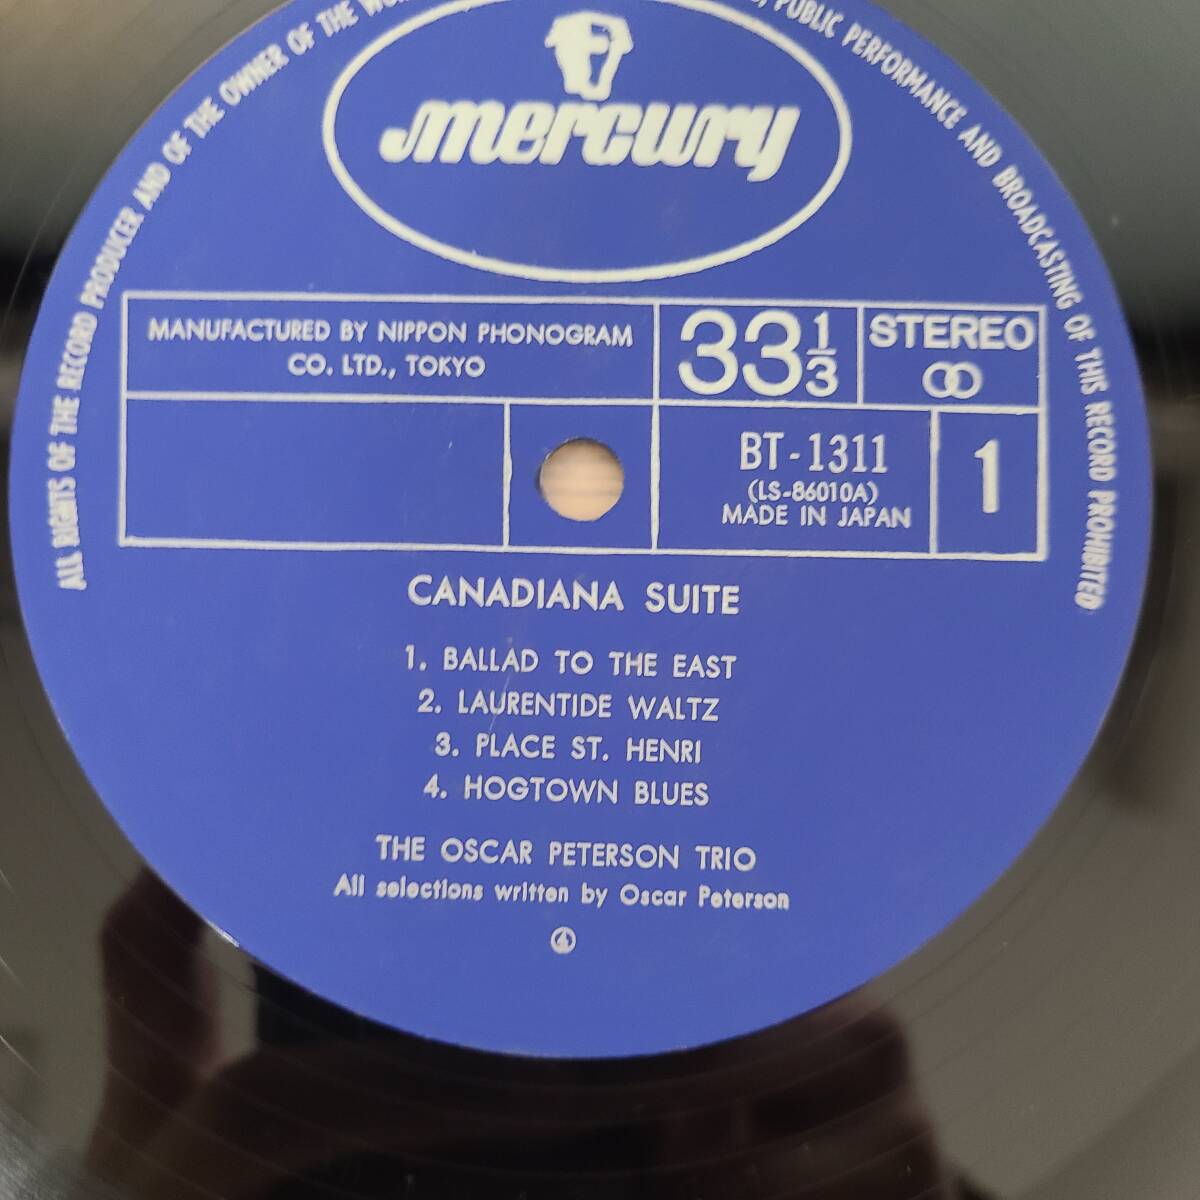 ALL RIGHTS OF THE RECORD PRODUCER AND OF THE OWNER OF THE
PUBLIC PERFORMANCE AND BROADCASTING OF THIS RECORD PROHIBITED
mercury
MANUFACTURED BY NIPPON PHONOGRAM
CO. LTD., TOKYO
33 1/3
STEREO
BT-1311
(LS-86010A)
MADE IN JAPAN
1
CANADIANA SUITE
1. BALLAD TO THE EAST
2. LAURENTIDE WALTZ
3. PLACE ST. HENRI
4. HOGTOWN BLUES
THE OSCAR PETERSON TRIO
All selections written by Oscar Peterson
④